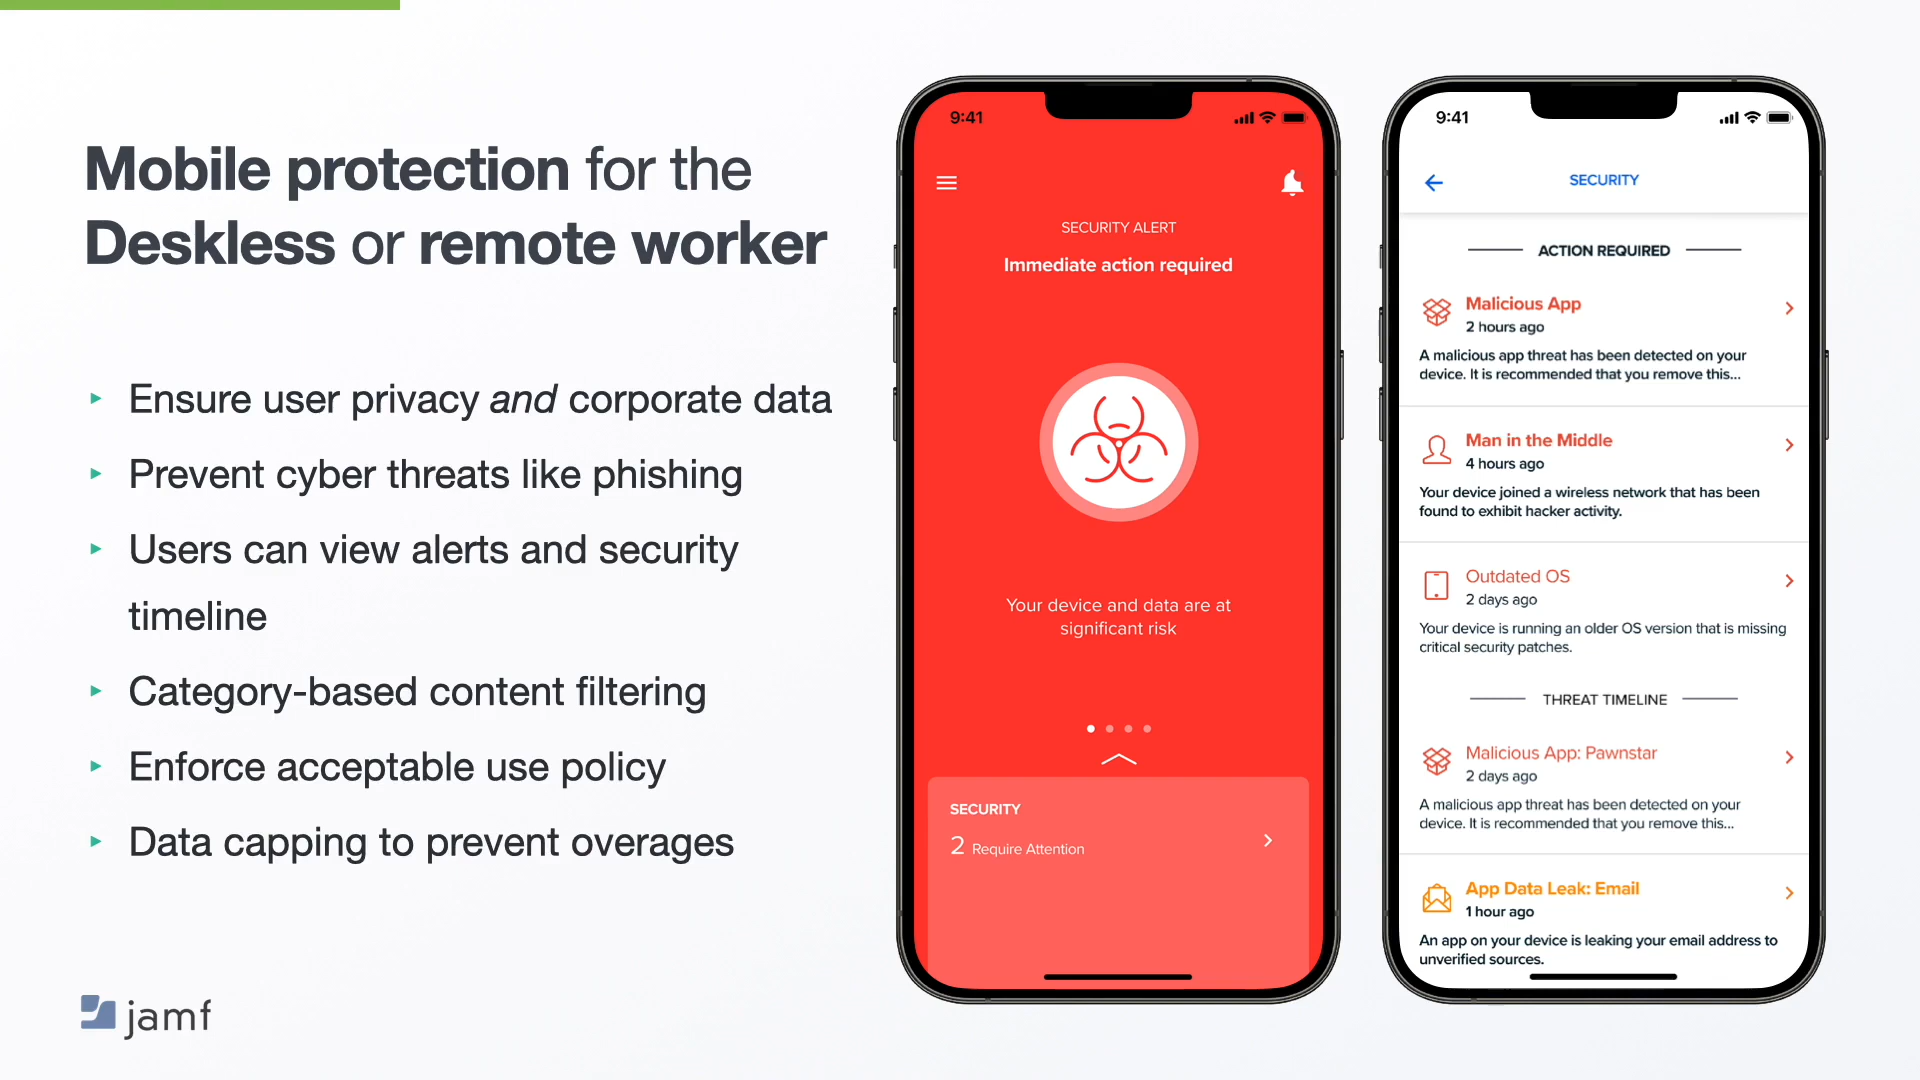 Mobile protection for the
Deskless or remote worker
▸ Ensure user privacy and corporate data
▸ Prevent cyber threats like phishing
▸ Users can view alerts and security
timeline
▸ Category-based content filtering
▸ Enforce acceptable use policy
▸ Data capping to prevent overages
jamf
9:41
SECURITY ALERT
Immediate action required
Your device and data are at
significant risk
SECURITY
2 Require Attention
9:41
SECURITY
ACTION REQUIRED
Malicious App
2 hours ago
A malicious app threat has been detected on your
device. It is recommended that you remove this...
Man in the Middle
4 hours ago
Your device joined a wireless network that has been
found to exhibit hacker activity.
Outdated OS
2 days ago
Your device is running an older OS version that is missing
critical security patches.
THREAT TIMELINE
Malicious App: Pawnstar
2 days ago
A malicious app threat has been detected on your
device. It is recommended that you remove this...
App Data Leak: Email
1 hour ago
An app on your device is leaking your email address to
unverified sources.